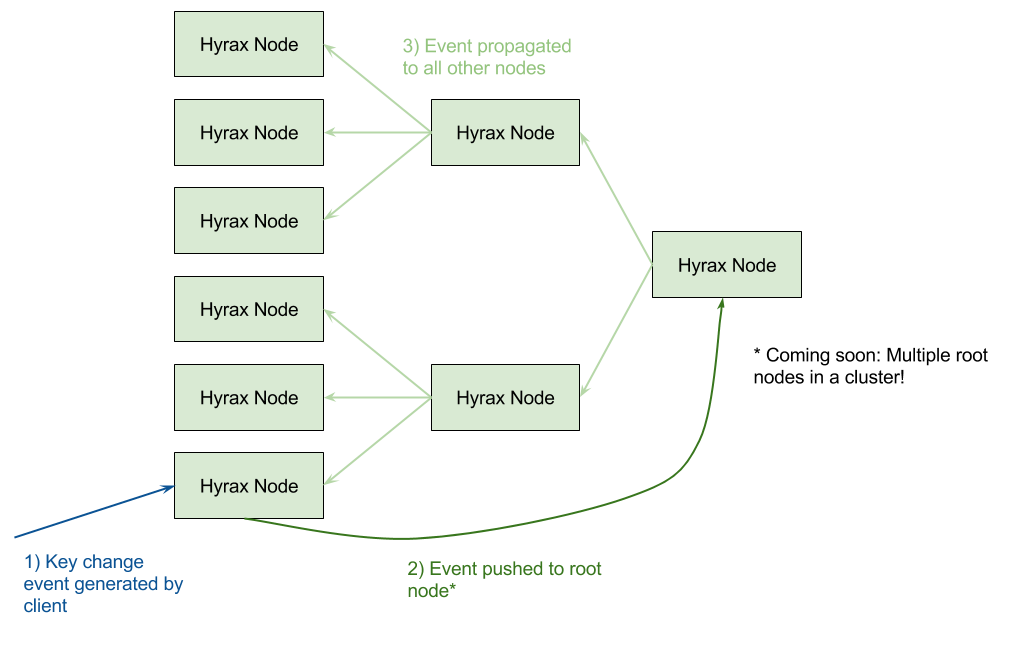 Hyrax Node
3) Event propagated
to all other nodes
Hyrax Node
Hyrax Node
Hyrax Node
Hyrax Node
Hyrax Node
* Coming soon: Multiple root
nodes in a cluster!
Hyrax Node
Hyrax Node
Hyrax Node
1) Key change
event generated by
client
2) Event pushed to root
node*